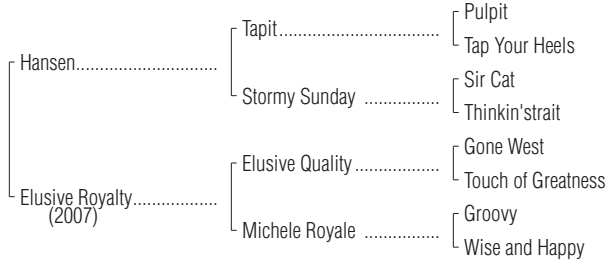 Pulpit
Tapit
Tap Your Heels
Hansen
Sir Cat
Stormy Sunday
Thinkin'strait
Gone West
Elusive Quality
Touch of Greatness
Elusive Royalty
(2007)
Groovy
Michele Royale
Wise and Happy